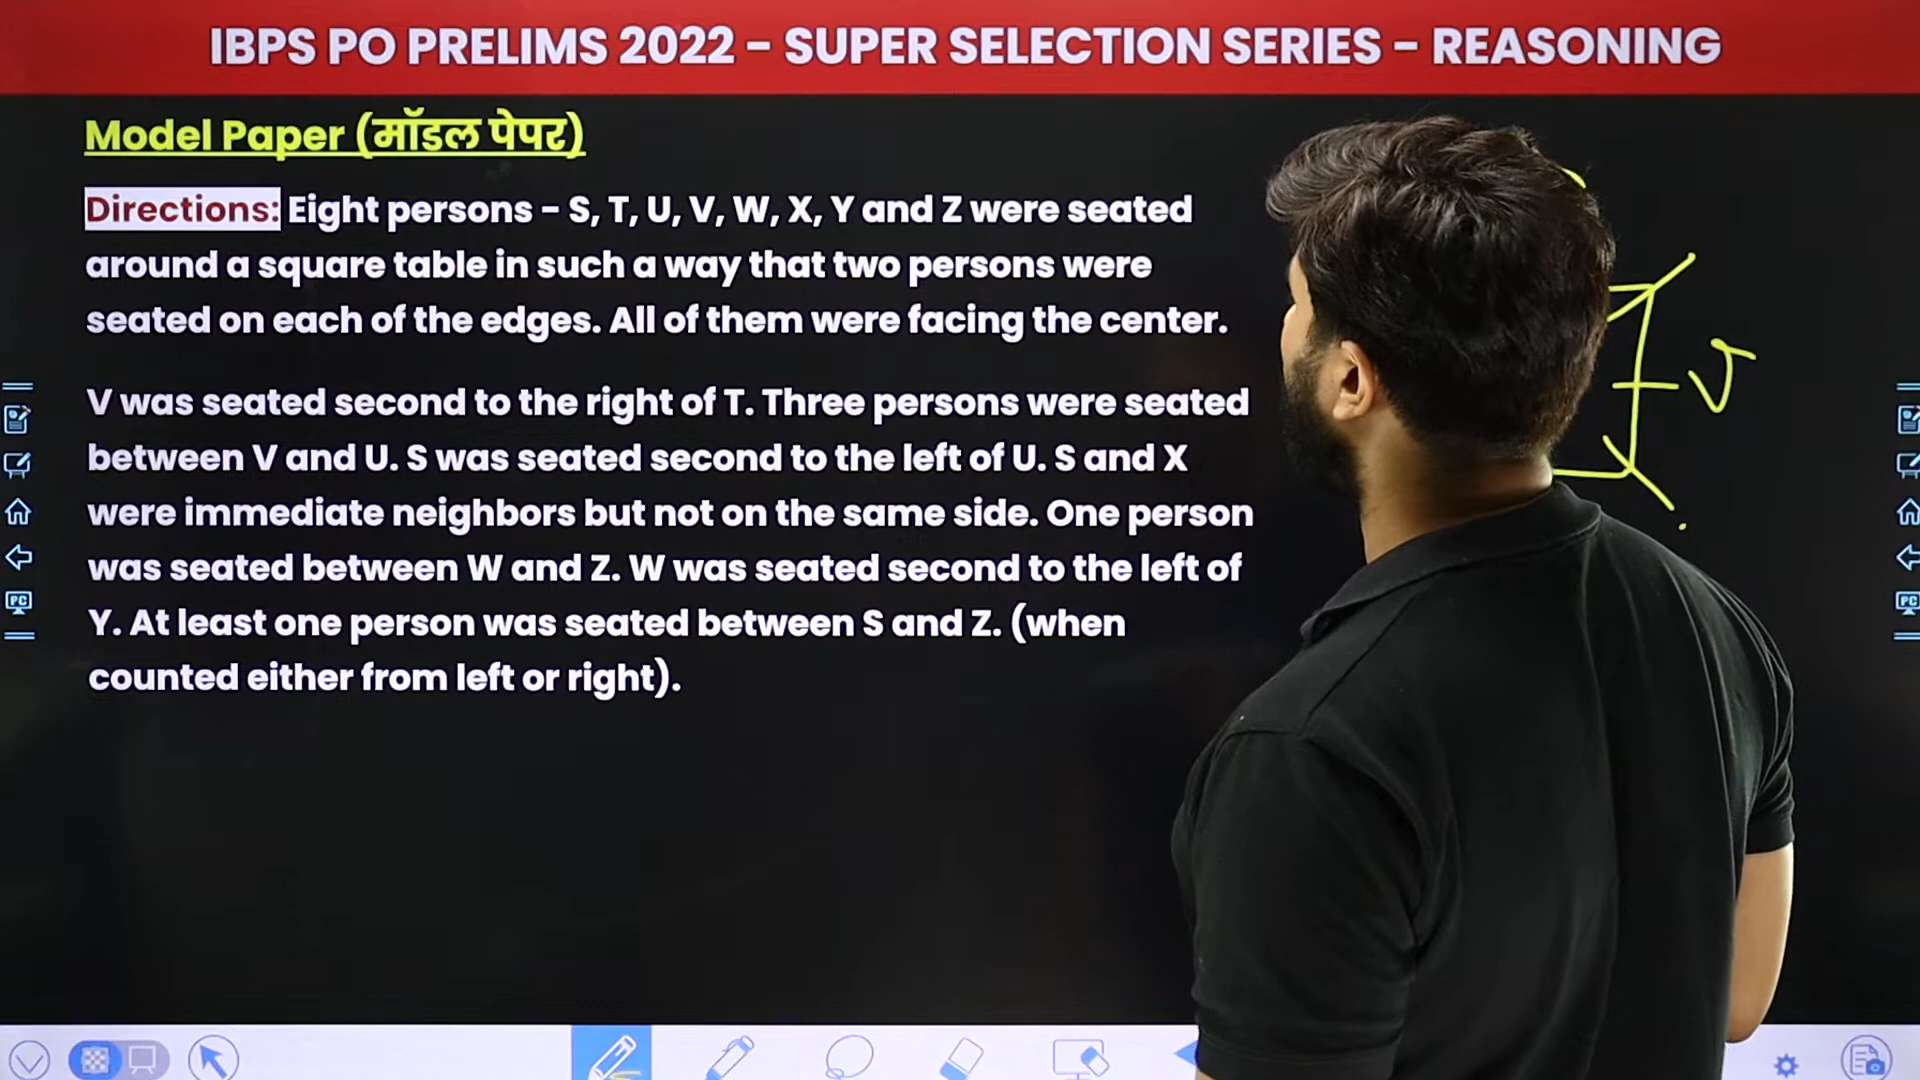 IBPS PO PRELIMS 2022 - SUPER SELECTION SERIES - REASONING
Model Paper (मॉडल पेपर)
Directions: Eight persons - S, T, U, V, W, X, Y and Z were seated
around a square table in such a way that two persons were
seated on each of the edges. All of them were facing the center.
V was seated second to the right of T. Three persons were seated
between V and U. S was seated second to the left of U. S and X
were immediate neighbors but not on the same side. One person
was seated between W and Z. W was seated second to the left of
Y. At least one person was seated between S and Z. (when
counted either from left or right).
V
PC
PC